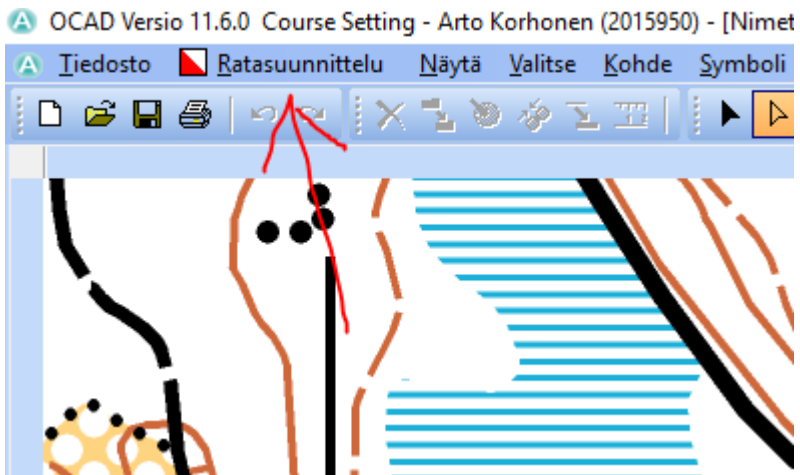 OCAD Versio 11.6.0 Course Setting - Arto Korhonen (2015950) - [Nimet
Tiedosto Ratasuunnittelu Näytä Valitse Kohde Symboli